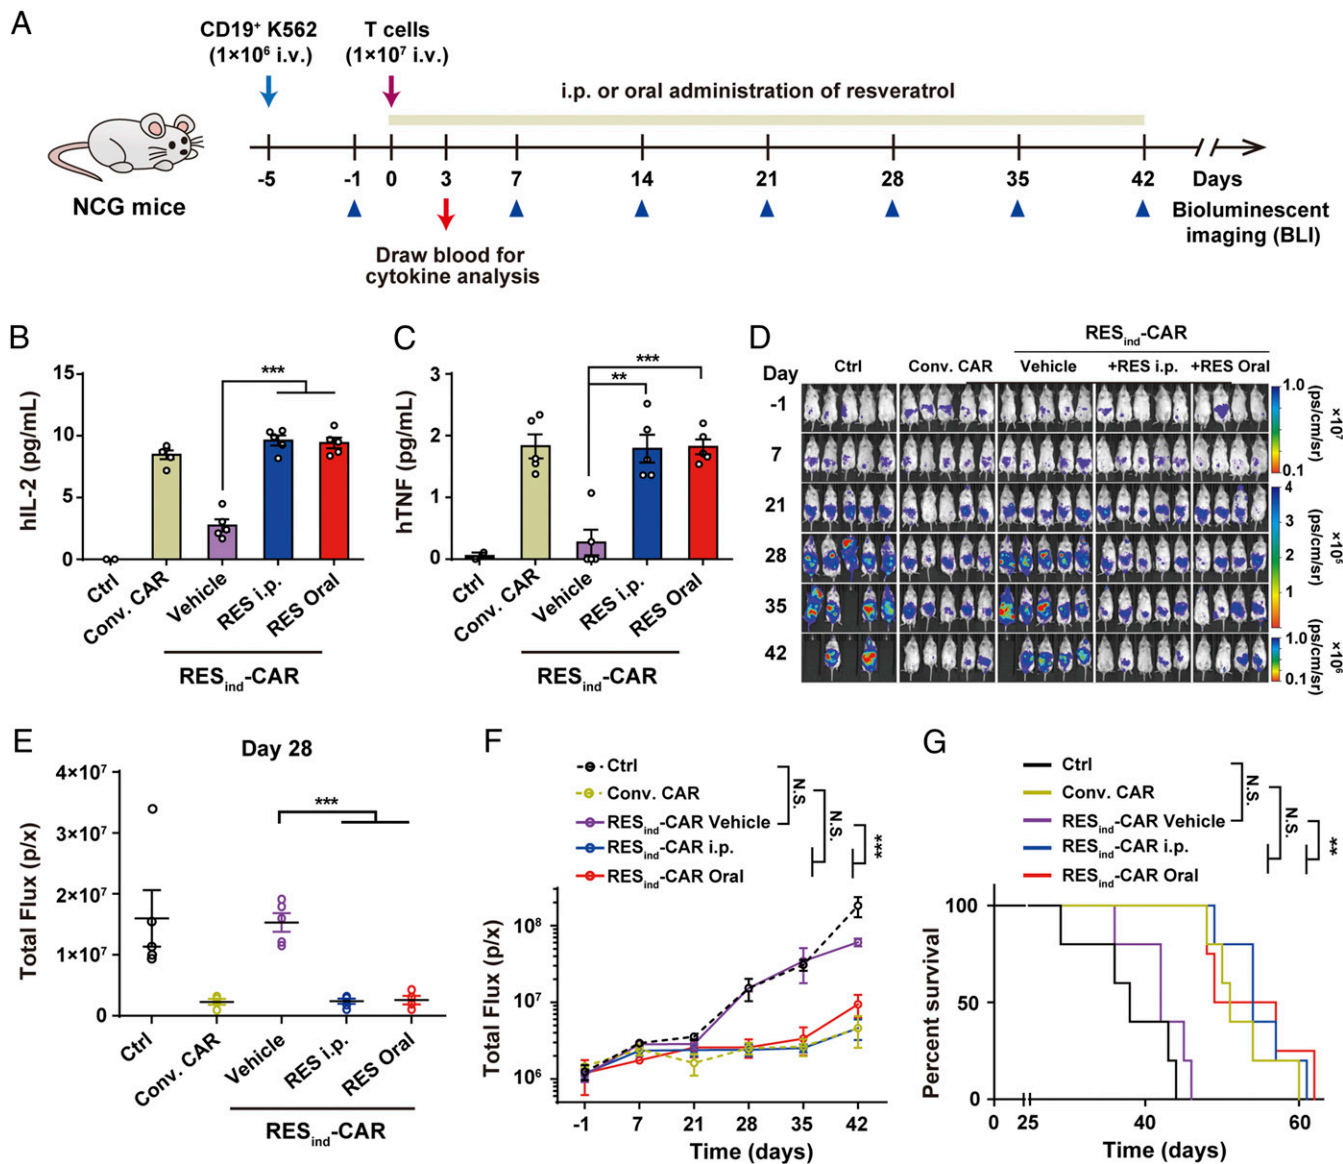 A
CD19⁺ K562
(1×10⁶ i.v.)
T cells
(1×10⁷ i.v.)
i.p. or oral administration of resveratrol
-5 -1 0 3 7 14 21 28 35 42 Days
NCG mice
Draw blood for
cytokine analysis
Bioluminescent
imaging (BLI)
B
hIL-2 (pg/mL)
15
10
5
0
***
Ctrl
Conv. CAR
Vehicle
RES i.p.
RES Oral
RESind-CAR
C
hTNF (pg/mL)
3
2
1
0
***
**
Ctrl
Conv. CAR
Vehicle
RES i.p.
RES Oral
RESind-CAR
D
RESind-CAR
Day
Ctrl Conv. CAR Vehicle +RES i.p. +RES Oral
-1
7
21
28
35
42
1.0
0.1
×10⁷
(ps/cm/sr)
4
3
2
1
×10⁵
(ps/cm/sr)
1.0
0.1
×10⁶
(ps/cm/sr)
E
Day 28
Total Flux (p/x)
4×10⁷
3×10⁷
2×10⁷
1×10⁷
0
***
Ctrl
Conv. CAR
Vehicle
RES i.p.
RES Oral
RESind-CAR
F
Ctrl
Conv. CAR
RESind-CAR Vehicle
RESind-CAR i.p.
RESind-CAR Oral
N.S.
N.S.
***
Total Flux (p/x)
10⁸
10⁷
10⁶
-1 7 21 28 35 42
Time (days)
G
Ctrl
Conv. CAR
RESind-CAR Vehicle
RESind-CAR i.p.
RESind-CAR Oral
N.S.
N.S.
**
Percent survival
100
50
0
0 25 40 60
Time (days)